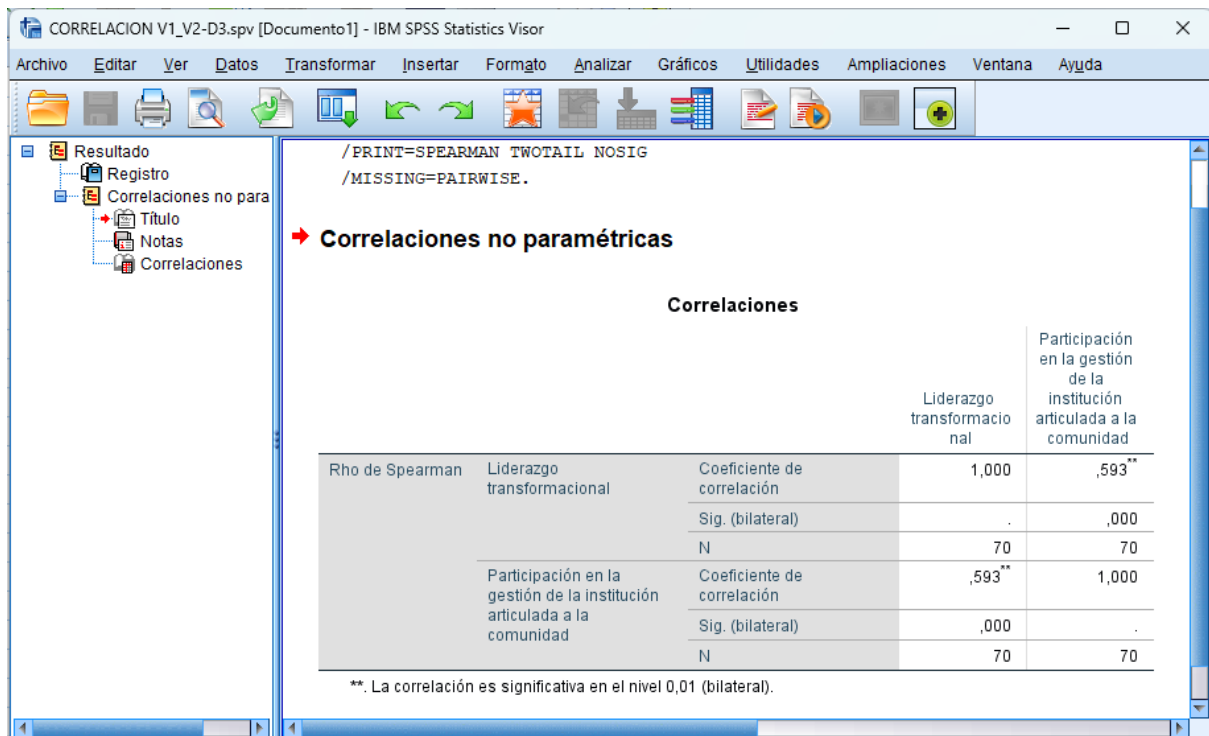 CORRELACION V1_V2-D3.spv [Documento1] - IBM SPSS Statistics Visor
Archivo Editar Ver Datos Transformar Insertar Formato Analizar Gráficos Utilidades Ampliaciones Ventana Ayuda
Resultado
Registro
Correlaciones no para
Título
Notas
Correlaciones
/PRINT=SPEARMAN TWOTAIL NOSIG
/MISSING=PAIRWISE.
Correlaciones no paramétricas
Correlaciones
Liderazgo
transformacio
nal
Participación
en la gestión
de la
institución
articulada a la
comunidad
Rho de Spearman
Liderazgo
transformacional
Coeficiente de
correlación
1,000 ,593**
Sig. (bilateral) . ,000
N 70 70
Participación en la
gestión de la institución
articulada a la
comunidad
Coeficiente de
correlación
,593** 1,000
Sig. (bilateral) ,000 .
N 70 70
**. La correlación es significativa en el nivel 0,01 (bilateral).